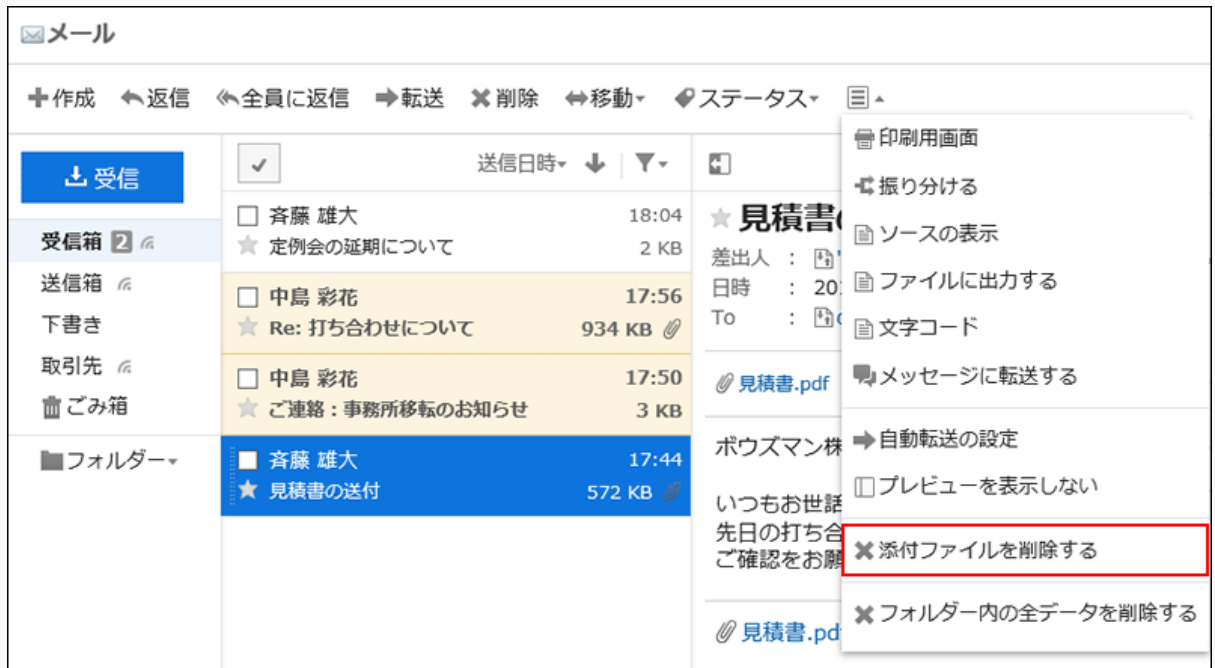 メール
作成 返信 全員に返信 転送 削除 移動 ステータス
受信
受信箱 2
送信箱
下書き
取引先
ごみ箱
フォルダー
送信日時
斉藤 雄大 18:04
定例会の延期について 2 KB
中島 彩花 17:56
Re: 打ち合わせについて 934 KB
中島 彩花 17:50
ご連絡：事務所移転のお知らせ 3 KB
斉藤 雄大 17:44
見積書の送付 572 KB
見積書
差出人 ：
日時 ： 20
To ：
見積書.pdf
ボウズマン株
いつもお世話
先日の打ち合
ご確認をお願
見積書.pd
印刷用画面
振り分ける
ソースの表示
ファイルに出力する
文字コード
メッセージに転送する
自動転送の設定
プレビューを表示しない
添付ファイルを削除する
フォルダー内の全データを削除する